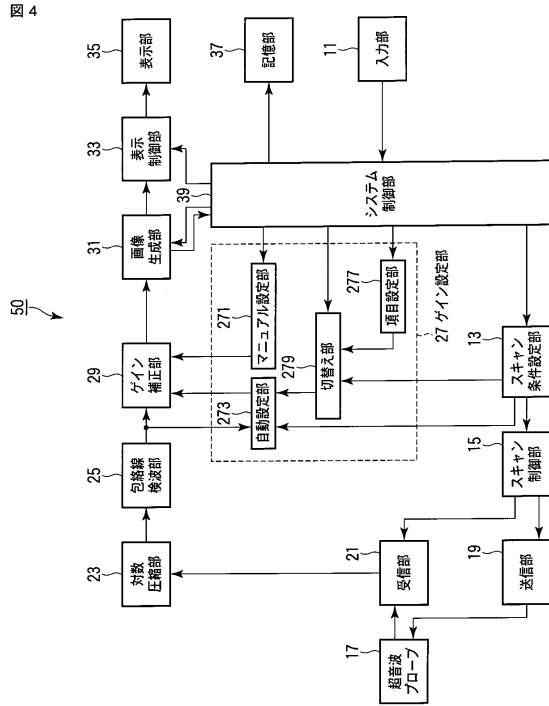 図 4
50
17
超音波
プローブ
19
送信部
21
受信部
15
スキャン
制御部
13
スキャン
条件設定部
23
対数
圧縮部
25
包絡線
検波部
29
ゲイン
補正部
31
画像
生成部
33
表示
制御部
35
表示部
37
記憶部
11
入力部
39
システム
制御部
27 ゲイン設定部
271
マニュアル設定部
273
自動設定部
279
切替え部
277
項目設定部